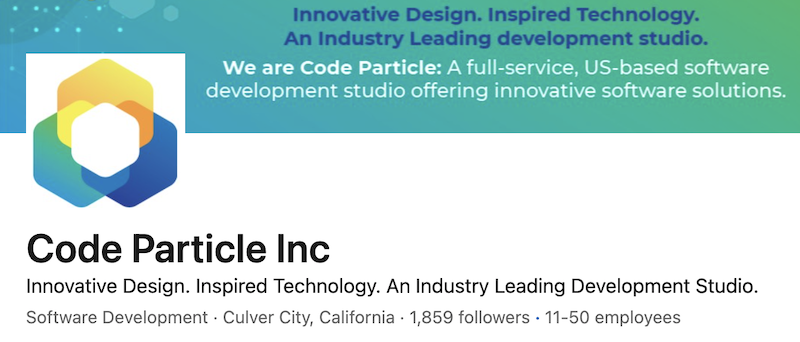 Innovative Design. Inspired Technology.
An Industry Leading development studio.
We are Code Particle: A full-service, US-based software
development studio offering innovative software solutions.
Code Particle Inc
Innovative Design. Inspired Technology. An Industry Leading Development Studio.
Software Development · Culver City, California · 1,859 followers · 11-50 employees